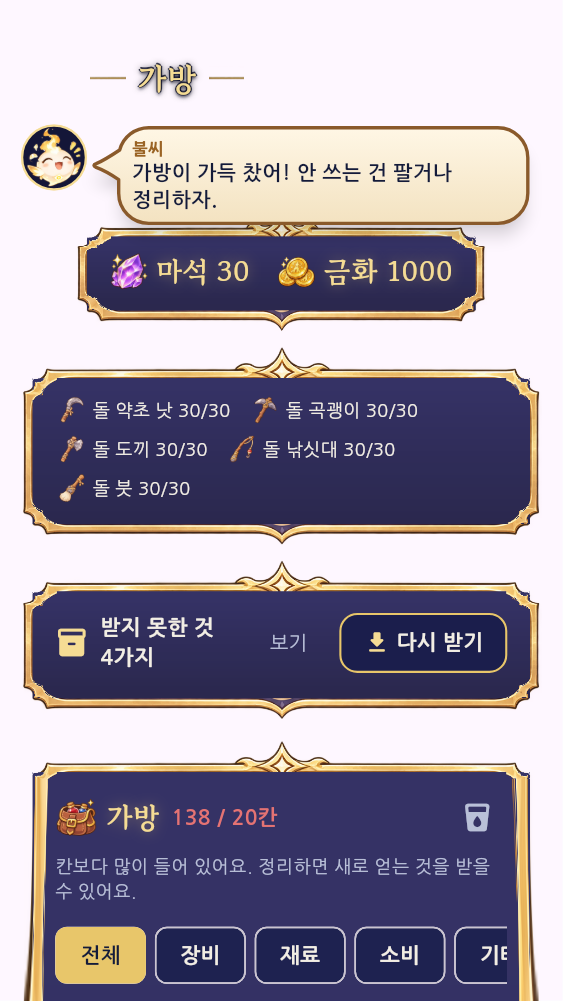 가방
불씨
가방이 가득 찼어! 안 쓰는 건 팔거나
정리하자.
마석 30 금화 1000
돌 약초 낫 30/30 돌 곡괭이 30/30
돌 도끼 30/30 돌 낚싯대 30/30
돌 붓 30/30
받지 못한 것
4가지
보기
다시 받기
가방 138 / 20칸
칸보다 많이 들어 있어요. 정리하면 새로 얻는 것을 받을
수 있어요.
전체 장비 재료 소비